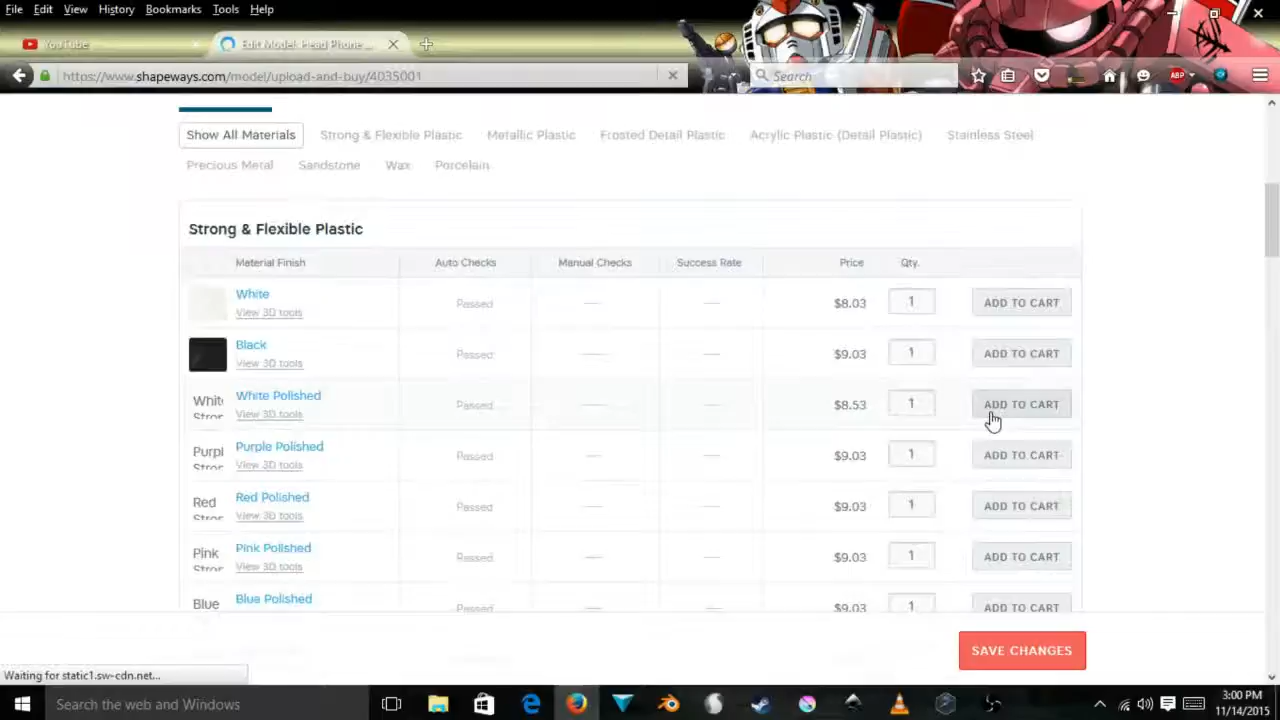 File Edit View History Bookmarks Tools Help
YouTube Edit Model: Head Phone ...
https://www.shapeways.com/model/upload-and-buy/4035001 Search ABP
Show All Materials Strong & Flexible Plastic Metallic Plastic Frosted Detail Plastic Acrylic Plastic (Detail Plastic) Stainless Steel
Precious Metal Sandstone Wax Porcelain
Strong & Flexible Plastic
Material Finish Auto Checks Manual Checks Success Rate Price Qty.
White Passed $8.03 1 ADD TO CART
View 3D tools
Black Passed $9.03 1 ADD TO CART
View 3D tools
White Polished Passed $8.53 1 ADD TO CART
View 3D tools
Purple Polished Passed $9.03 1 ADD TO CART
View 3D tools
Red Polished Passed $9.03 1 ADD TO CART
View 3D tools
Pink Polished Passed $9.03 1 ADD TO CART
View 3D tools
Blue Blue Polished Passed $9.03 1 ADD TO CART
SAVE CHANGES
Waiting for static1.sw-cdn.net...
Search the web and Windows 3:00 PM
11/14/2015